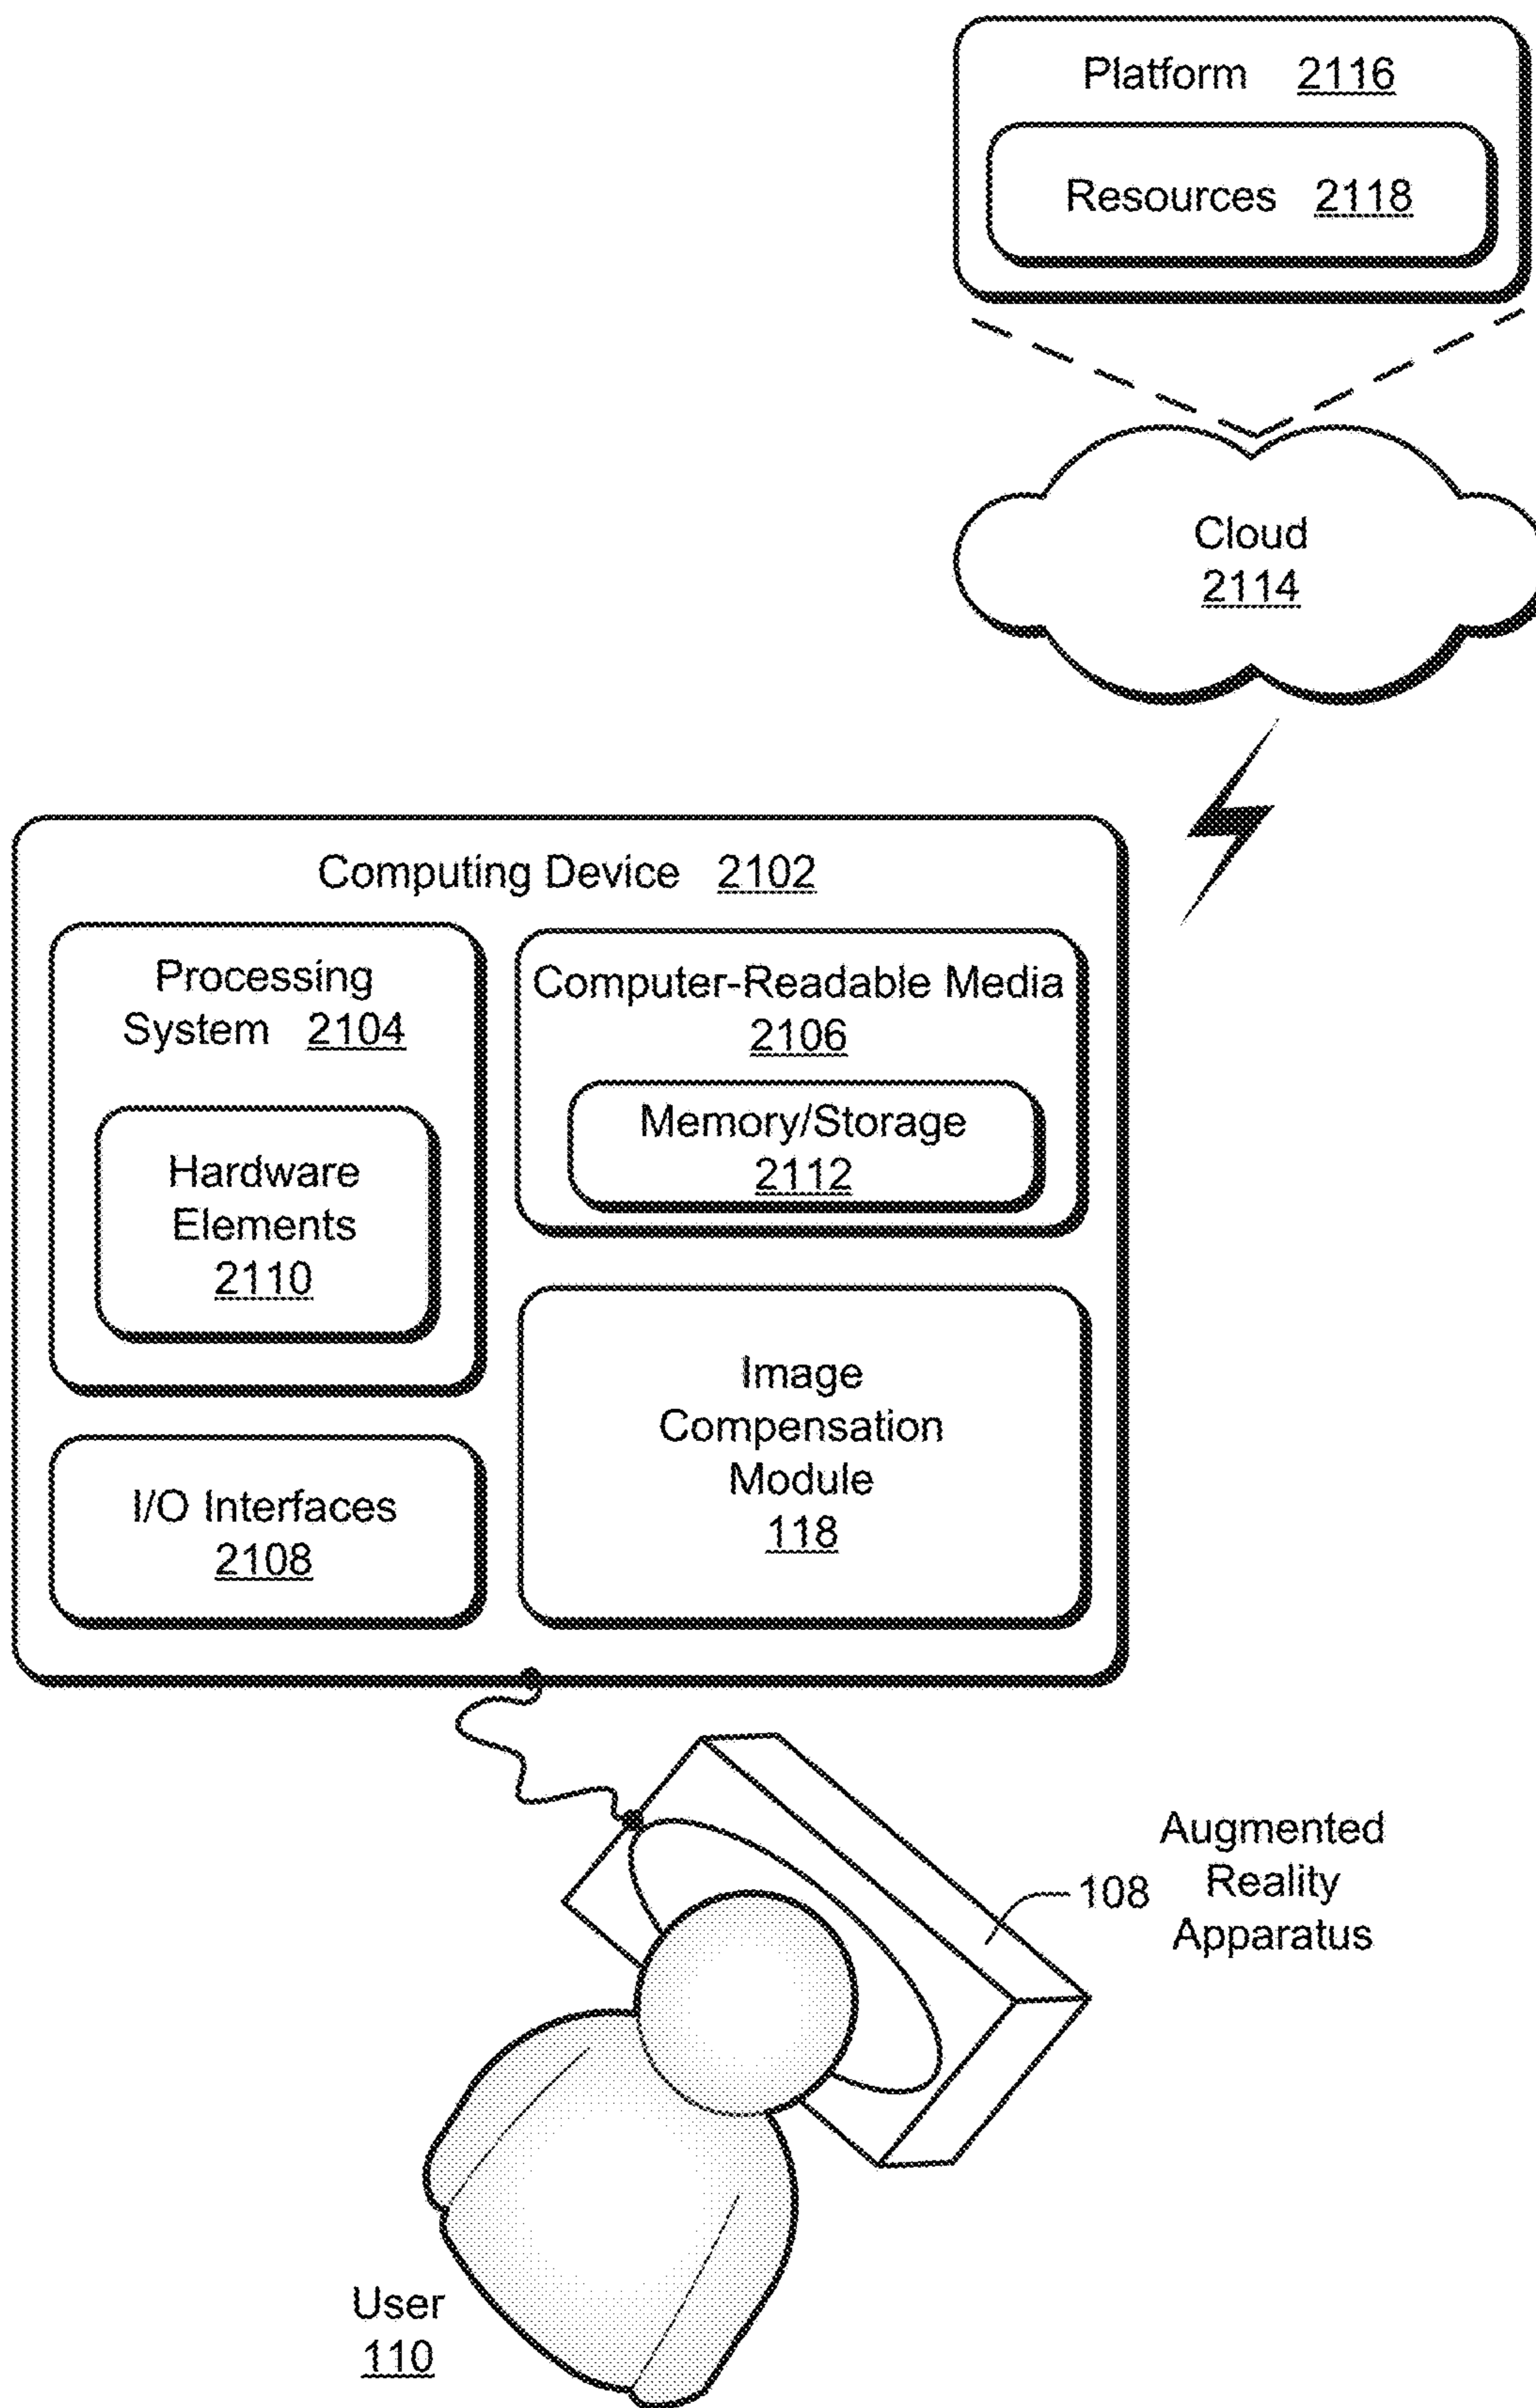 Platform 2116
Resources 2118
Cloud
2114
Computing Device 2102
Processing
System 2104
Hardware
Elements
2110
Computer-Readable Media
2106
Memory/Storage
2112
I/O Interfaces
2108
Image
Compensation
Module
118
108
Augmented
Reality
Apparatus
User
110